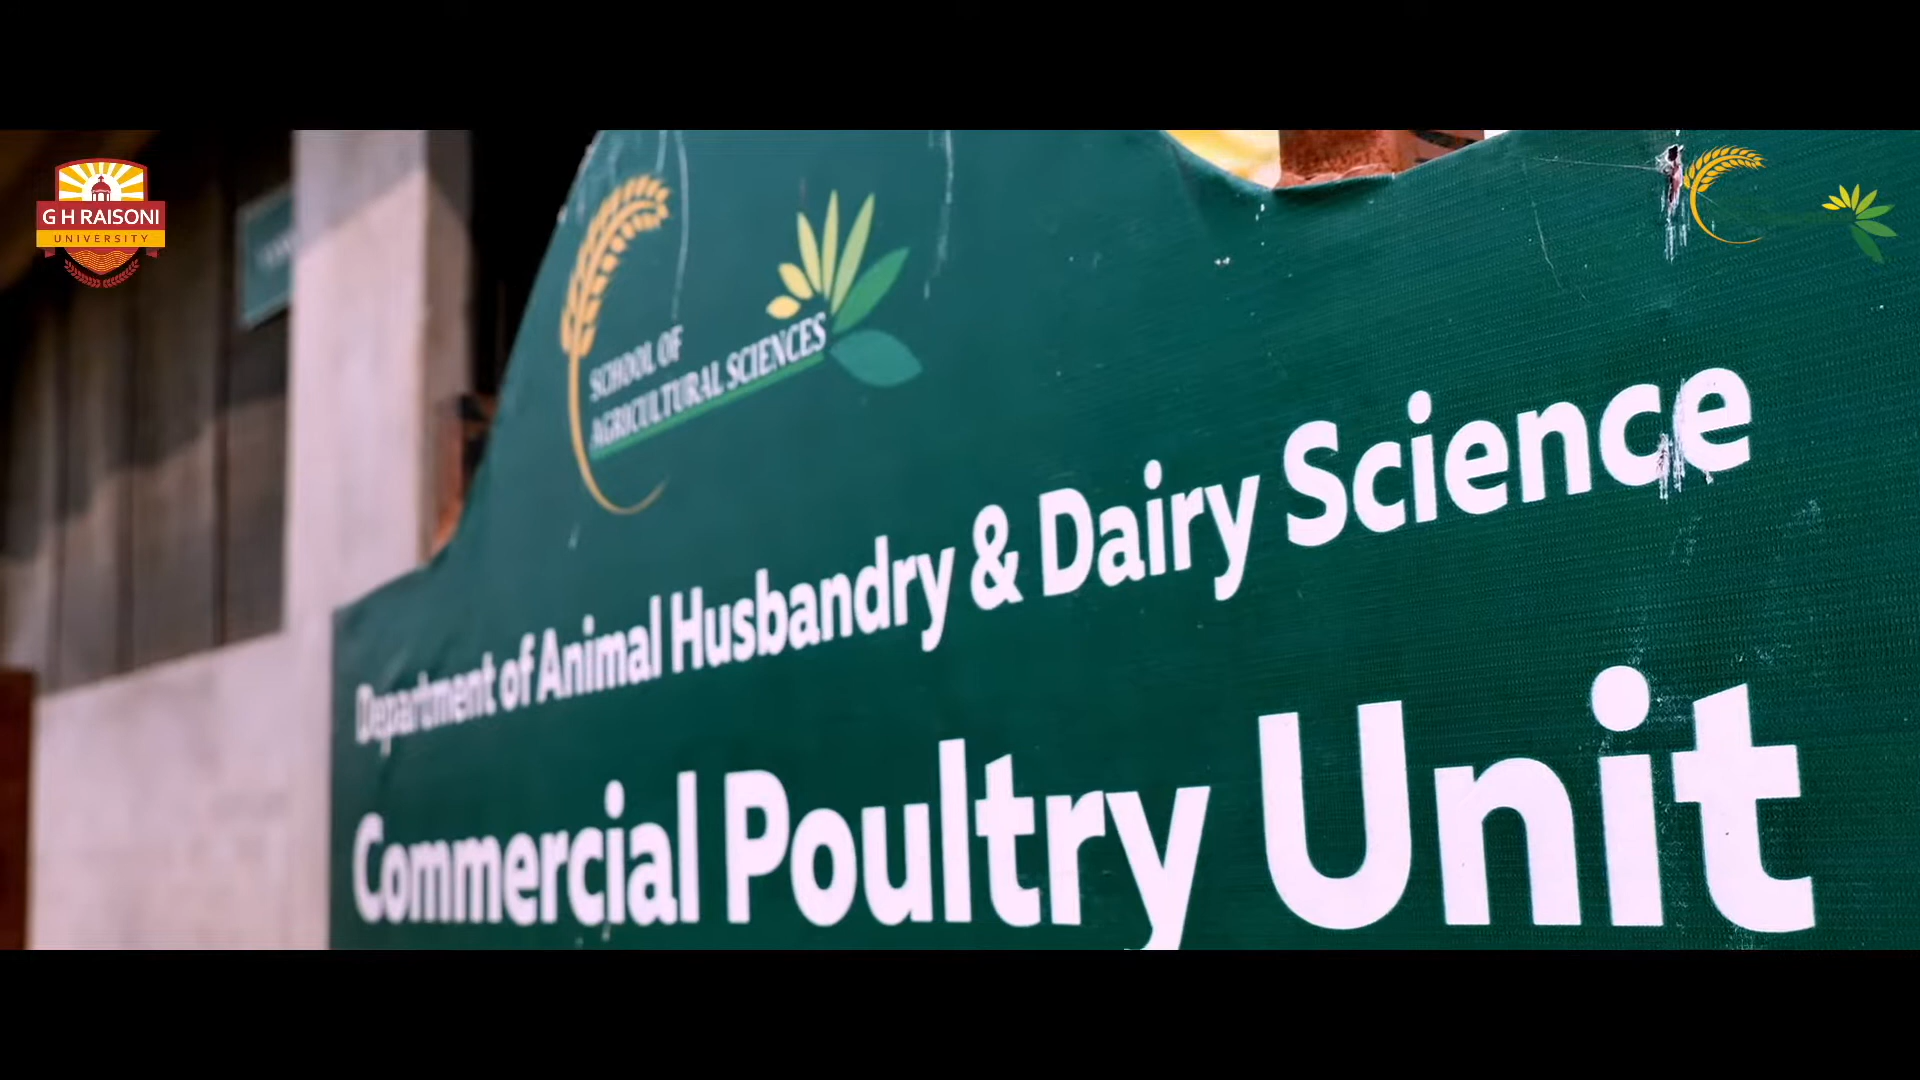 G H RAISONI
UNIVERSITY
SCHOOL OF
AGRICULTURAL SCIENCES
Department of Animal Husbandry & Dairy Science
Commercial Poultry Unit